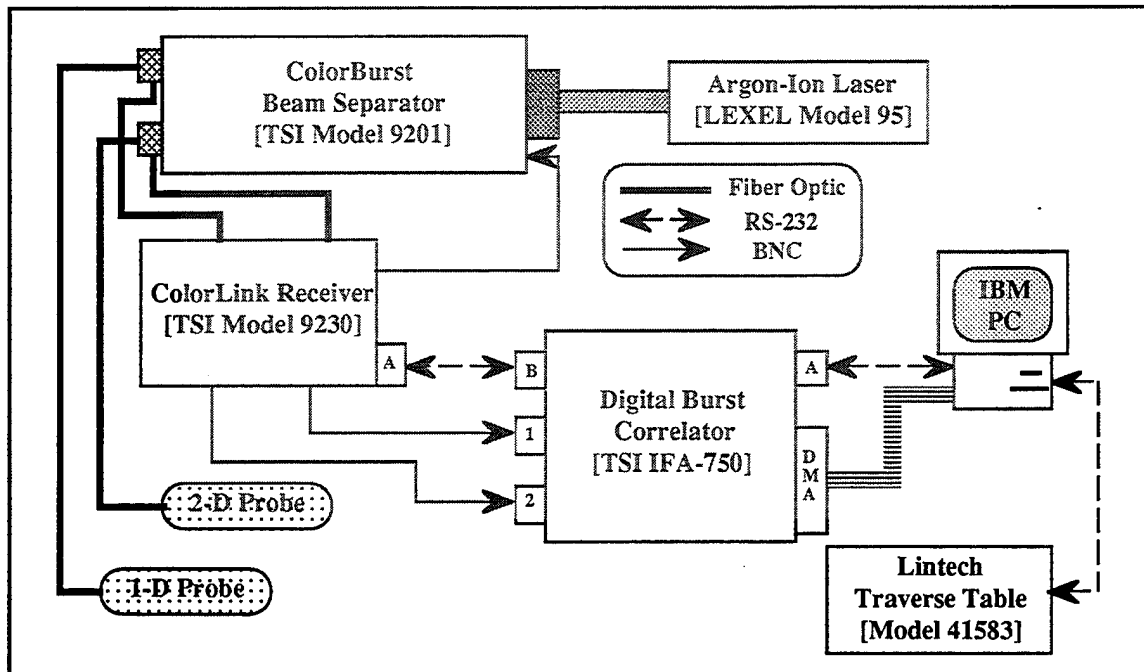 ColorBurst
Beam Separator
[TSI Model 9201]
Argon-Ion Laser
[LEXEL Model 95]
Fiber Optic
RS-232
BNC
ColorLink Receiver
[TSI Model 9230]
A
B
1
2
Digital Burst
Correlator
[TSI IFA-750]
A
DMA
IBM
PC
2-D Probe
1-D Probe
Lintech
Traverse Table
[Model 41583]